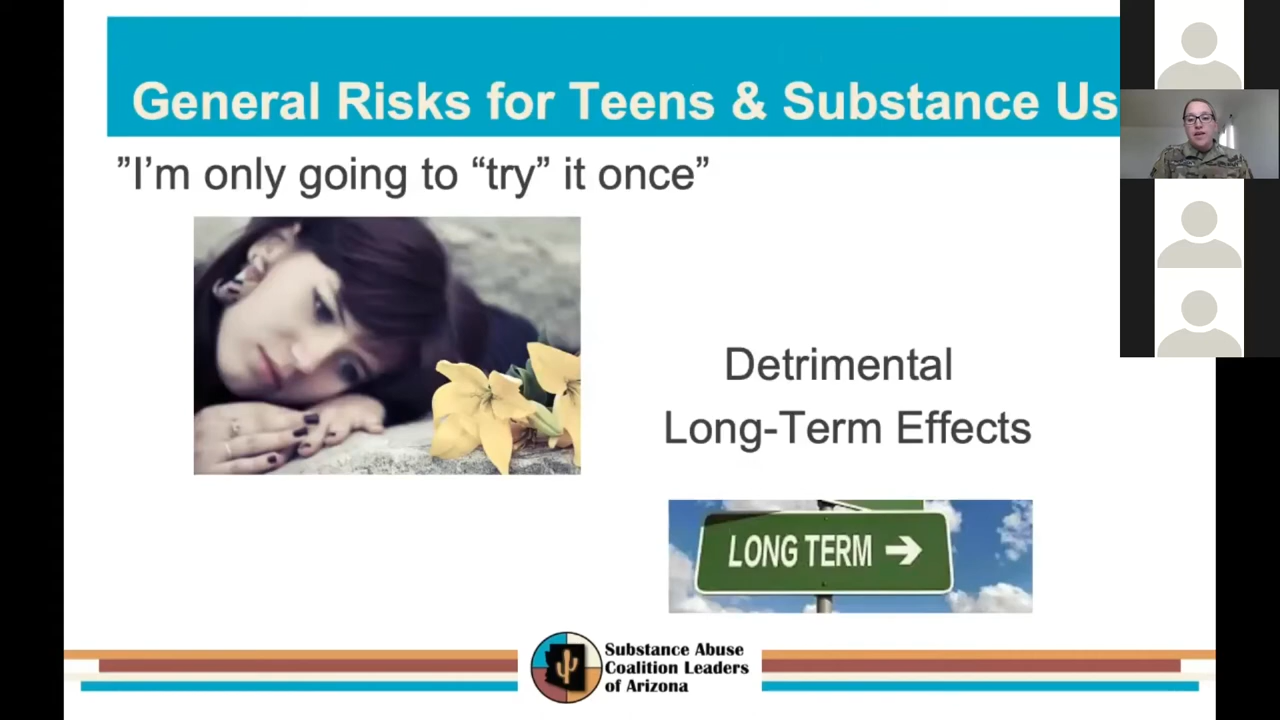 General Risks for Teens & Substance Us
”I’m only going to “try” it once”
Detrimental
Long-Term Effects
LONG TERM
Substance Abuse
Coalition Leaders
of Arizona